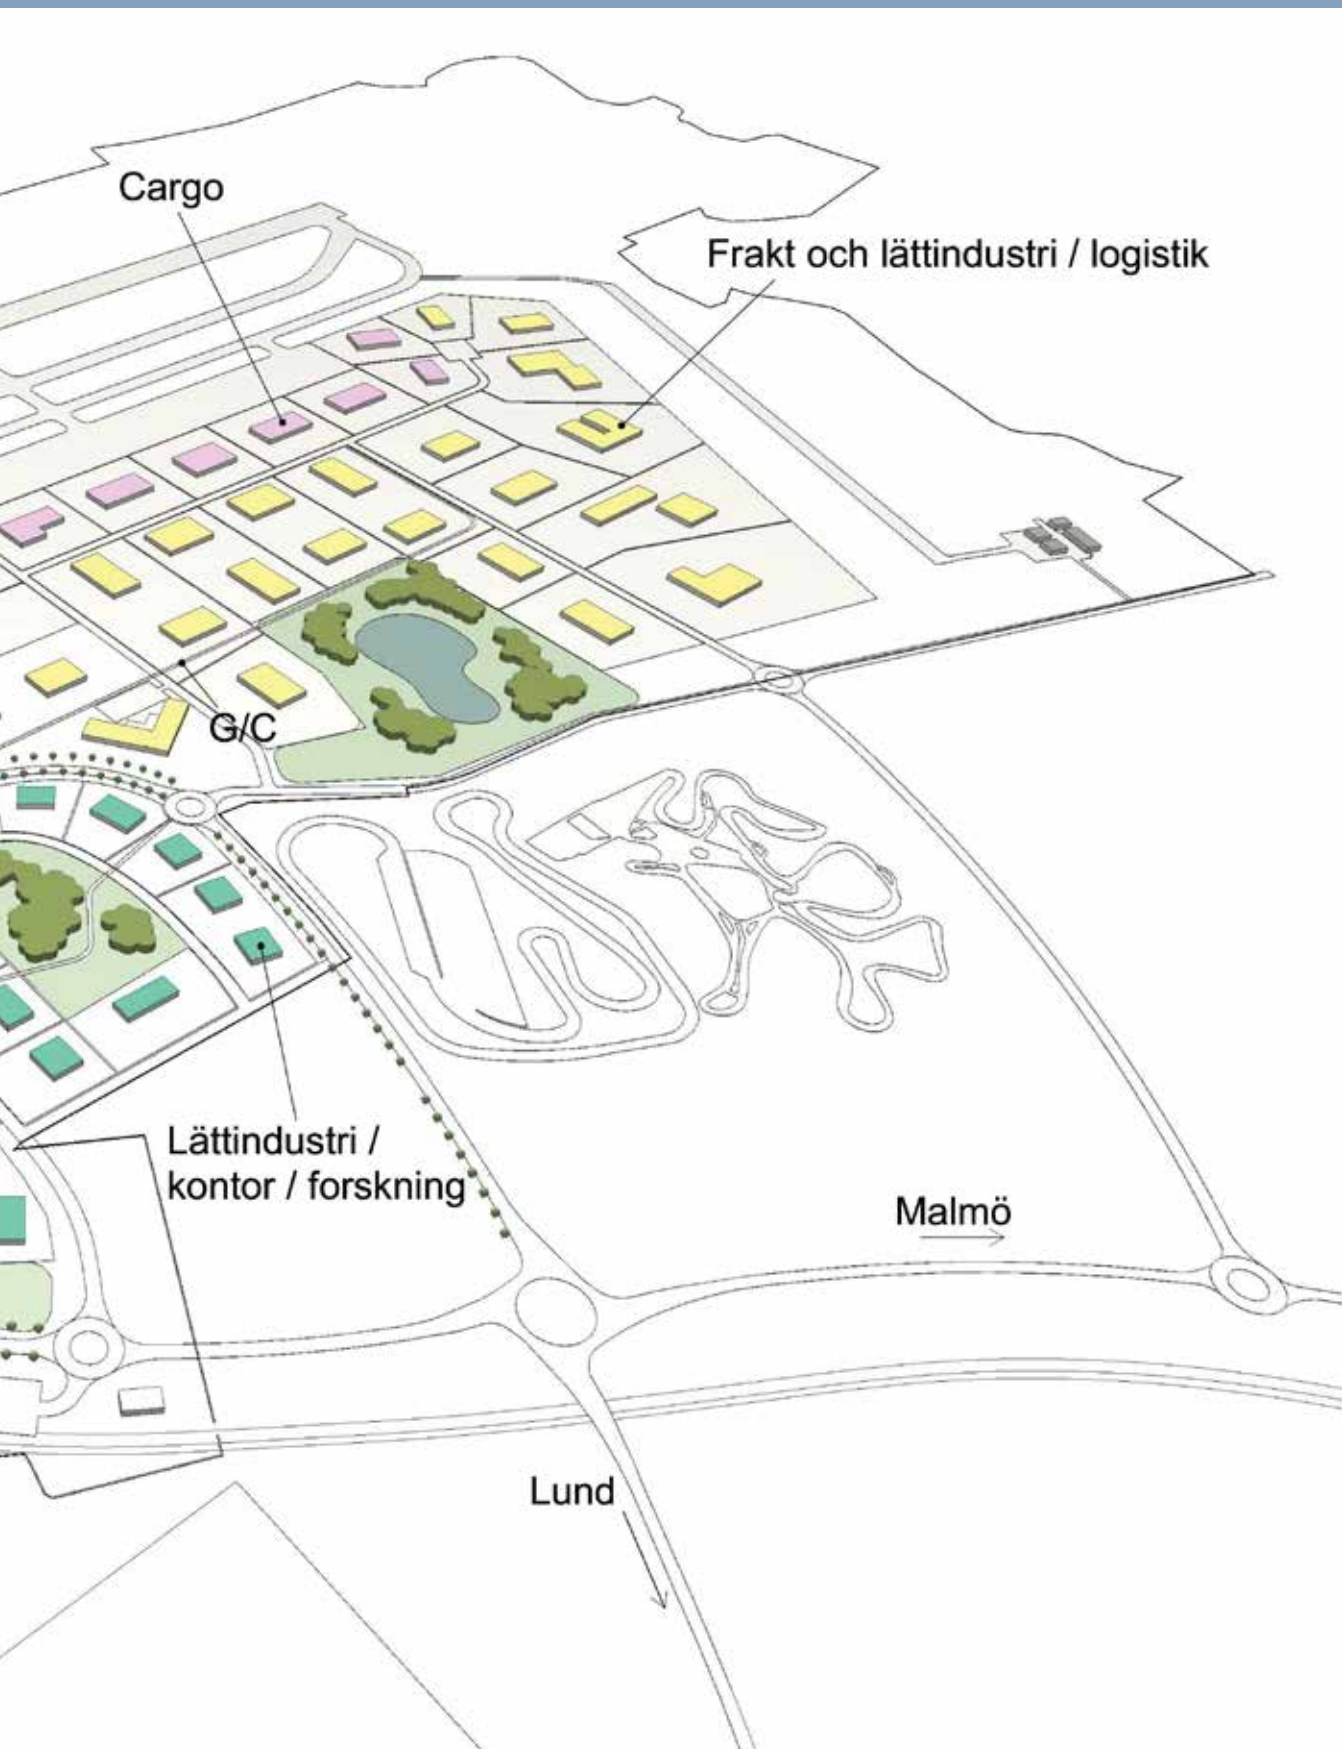 Cargo
Frakt och lättindustri / logistik
G/C
Lättindustri /
kontor / forskning
Malmö
Lund